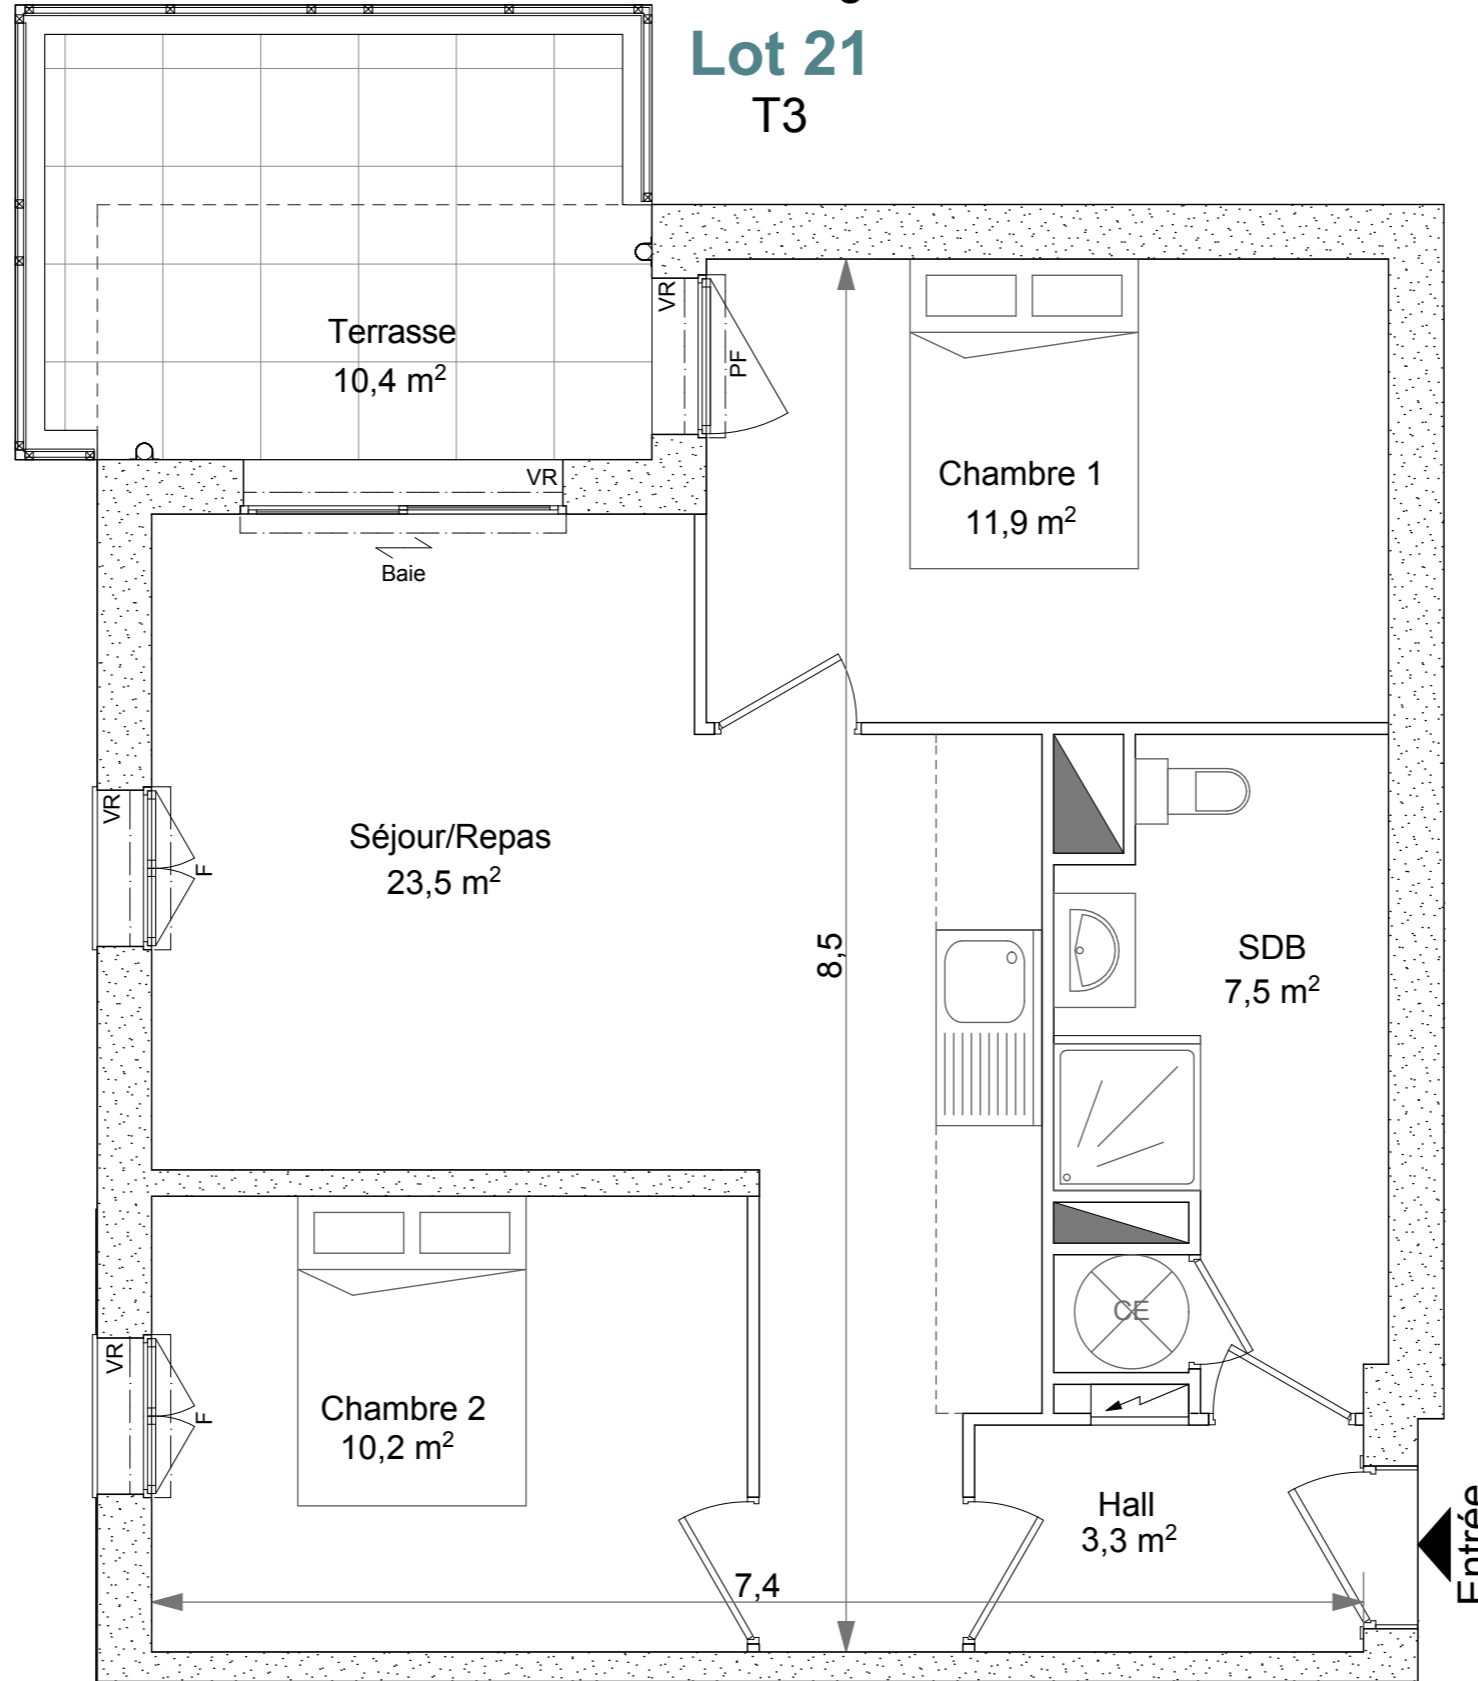 Lot 21
T3
VR
Terrasse
10,4 m²
PF
VR
Baie
Chambre 1
11,9 m²
VR
F
Séjour/Repas
23,5 m²
8,5
SDB
7,5 m²
CE
VR
F
Chambre 2
10,2 m²
Hall
3,3 m²
Entrée
7,4